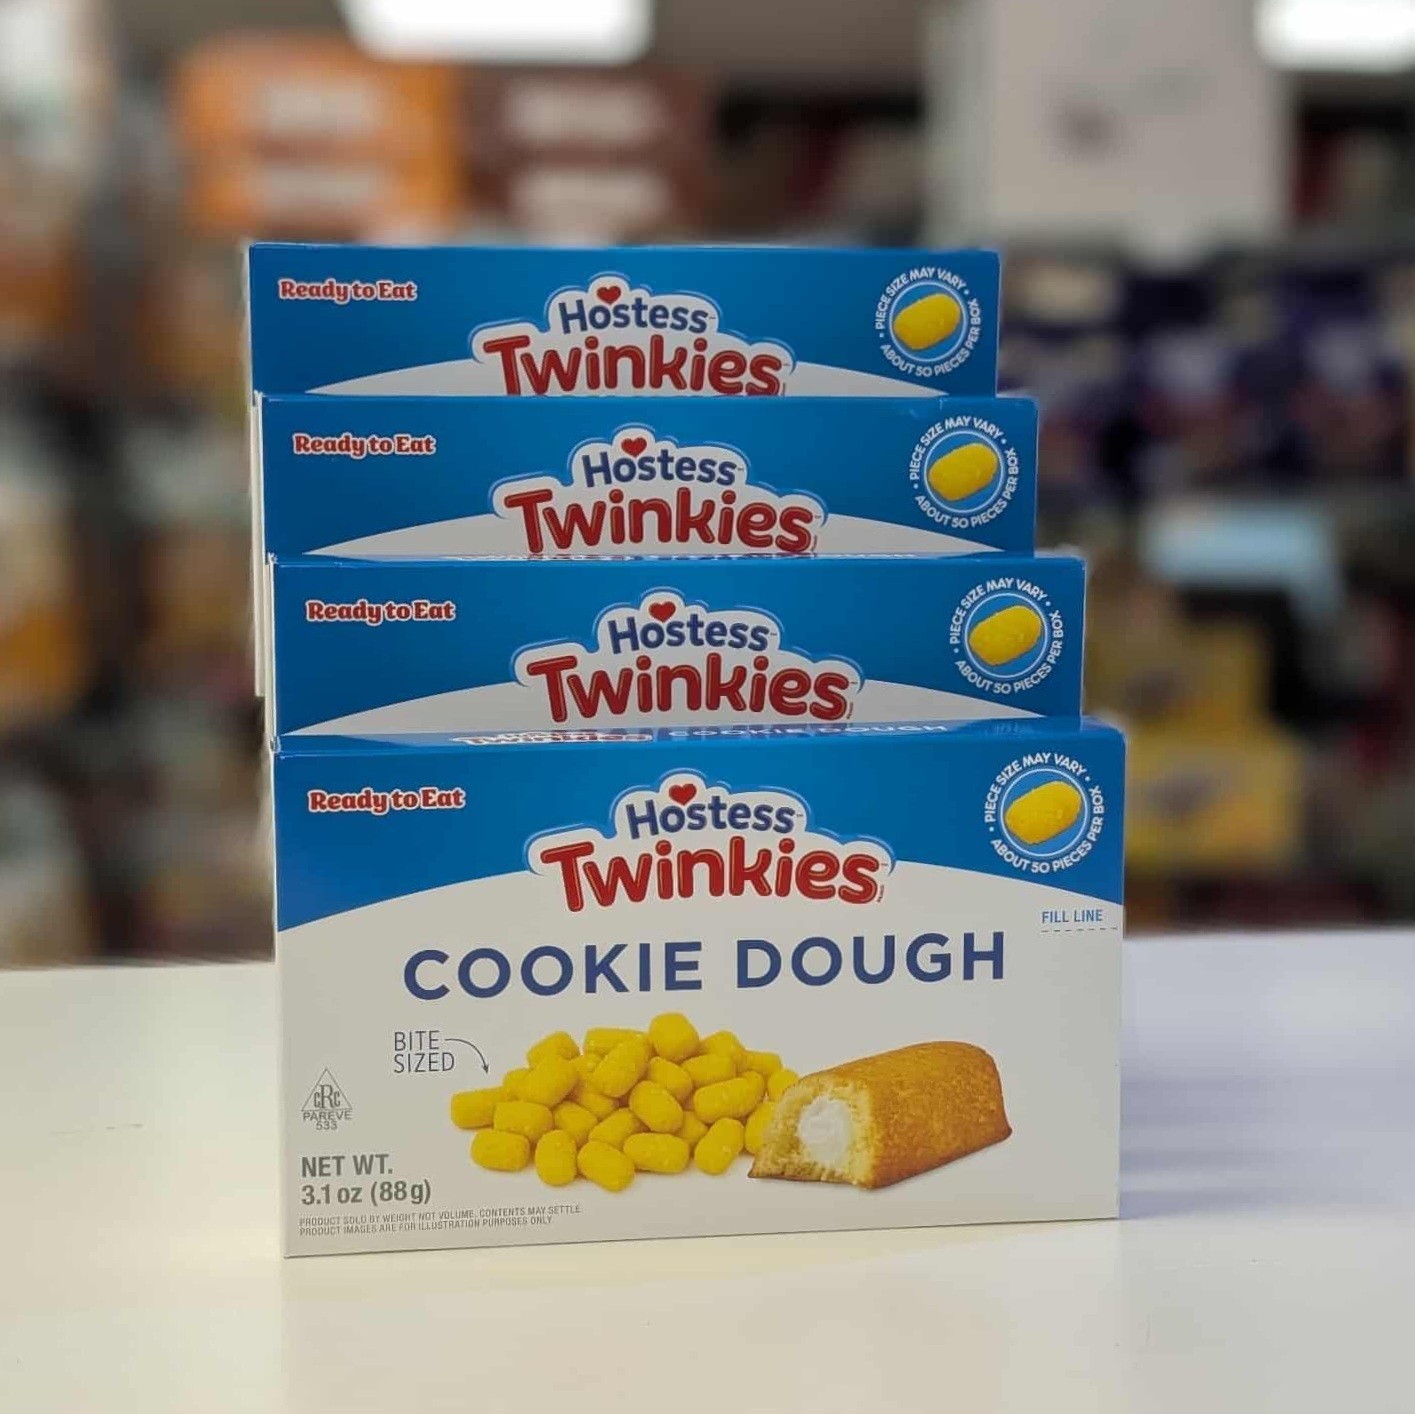 Ready to Eat
Hostess
Twinkies
PIECE SIZE MAY VARY • ABOUT 50 PIECES PER BOX •
Ready to Eat
Hostess
Twinkies
PIECE SIZE MAY VARY • ABOUT 50 PIECES PER BOX •
Ready to Eat
Hostess
Twinkies
PIECE SIZE MAY VARY • ABOUT 50 PIECES PER BOX •
COOKIE DOUGH
Ready to Eat
Hostess
Twinkies
PIECE SIZE MAY VARY • ABOUT 50 PIECES PER BOX •
FILL LINE
COOKIE DOUGH
BITE
SIZED
cRc
PAREVE
533
NET WT.
3.1 oz (88g)
PRODUCT SOLD BY WEIGHT NOT VOLUME. CONTENTS MAY SETTLE.
PRODUCT IMAGES ARE FOR ILLUSTRATION PURPOSES ONLY.